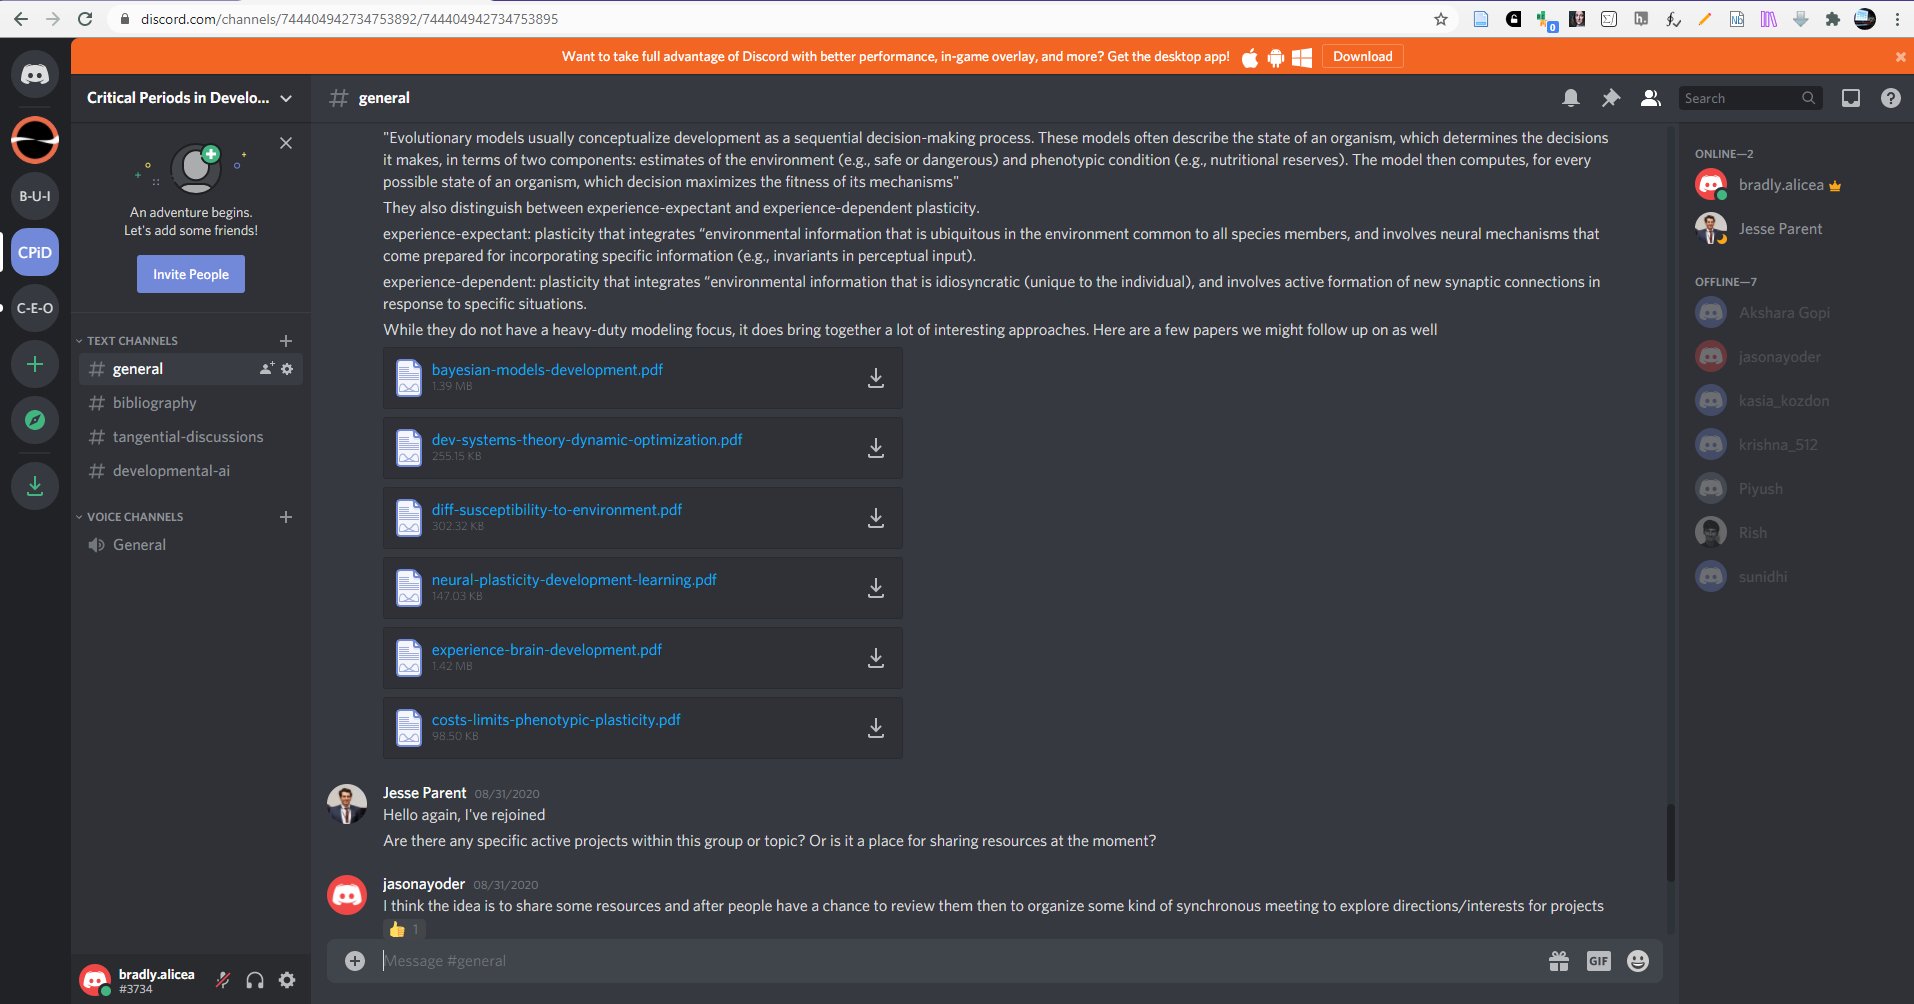 discord.com/channels/744404942734753892/744404942734753895
0
Want to take full advantage of Discord with better performance, in-game overlay, and more? Get the desktop app!
Download
B-U-I
CPiD
C-E-O
Critical Periods in Develo...
An adventure begins.
Let's add some friends!
Invite People
TEXT CHANNELS
general
bibliography
tangential-discussions
developmental-ai
VOICE CHANNELS
General
bradly.alicea
#3734
# general
Search
"Evolutionary models usually conceptualize development as a sequential decision-making process. These models often describe the state of an organism, which determines the decisions
it makes, in terms of two components: estimates of the environment (e.g., safe or dangerous) and phenotypic condition (e.g., nutritional reserves). The model then computes, for every
possible state of an organism, which decision maximizes the fitness of its mechanisms"
They also distinguish between experience-expectant and experience-dependent plasticity.
experience-expectant: plasticity that integrates “environmental information that is ubiquitous in the environment common to all species members, and involves neural mechanisms that
come prepared for incorporating specific information (e.g., invariants in perceptual input).
experience-dependent: plasticity that integrates “environmental information that is idiosyncratic (unique to the individual), and involves active formation of new synaptic connections in
response to specific situations.
While they do not have a heavy-duty modeling focus, it does bring together a lot of interesting approaches. Here are a few papers we might follow up on as well
bayesian-models-development.pdf
1.39 MB
dev-systems-theory-dynamic-optimization.pdf
255.15 KB
diff-susceptibility-to-environment.pdf
302.32 KB
neural-plasticity-development-learning.pdf
147.03 KB
experience-brain-development.pdf
1.42 MB
costs-limits-phenotypic-plasticity.pdf
98.50 KB
Jesse Parent 08/31/2020
Hello again, I've rejoined
Are there any specific active projects within this group or topic? Or is it a place for sharing resources at the moment?
jasonayoder 08/31/2020
I think the idea is to share some resources and after people have a chance to review them then to organize some kind of synchronous meeting to explore directions/interests for projects
1
Message #general
GIF
ONLINE—2
bradly.alicea
Jesse Parent
OFFLINE—7
Akshara Gopi
jasonayoder
kasia_kozdon
krishna_512
Piyush
Rish
sunidhi